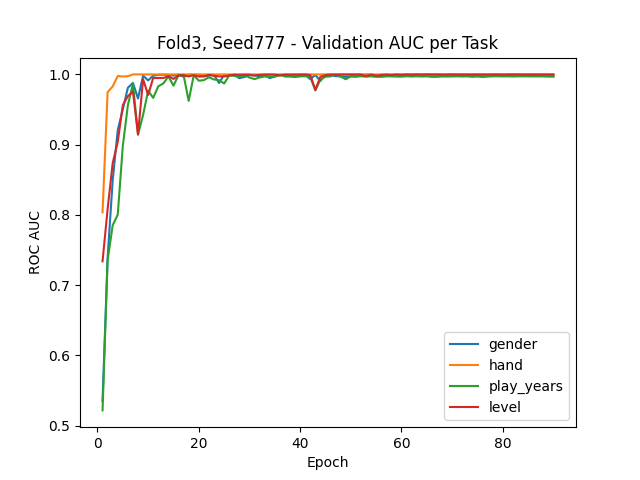 Fold3, Seed777 - Validation AUC per Task
ROC AUC
1.0
0.9
0.8
0.7
0.6
0.5
0
20
40
60
80
Epoch
gender
hand
play_years
level